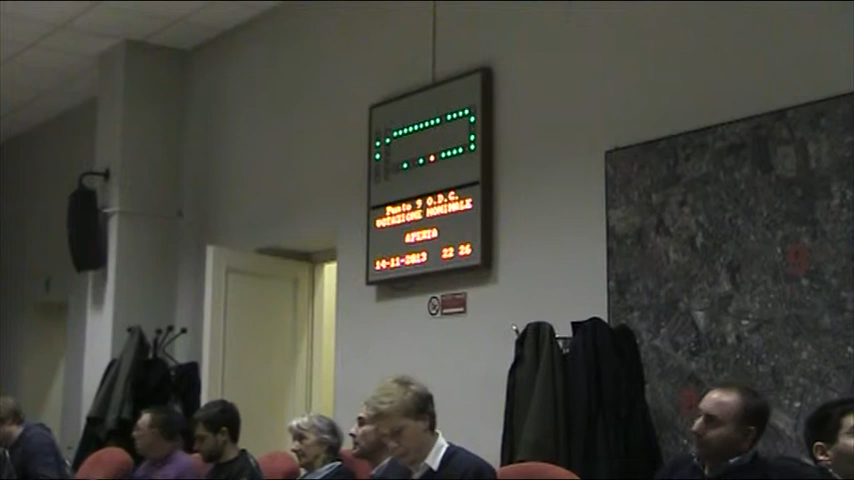 Punto 9 O.D.G.
VOTAZIONE NOMINALE
APERTA
14-11-2013 22 26